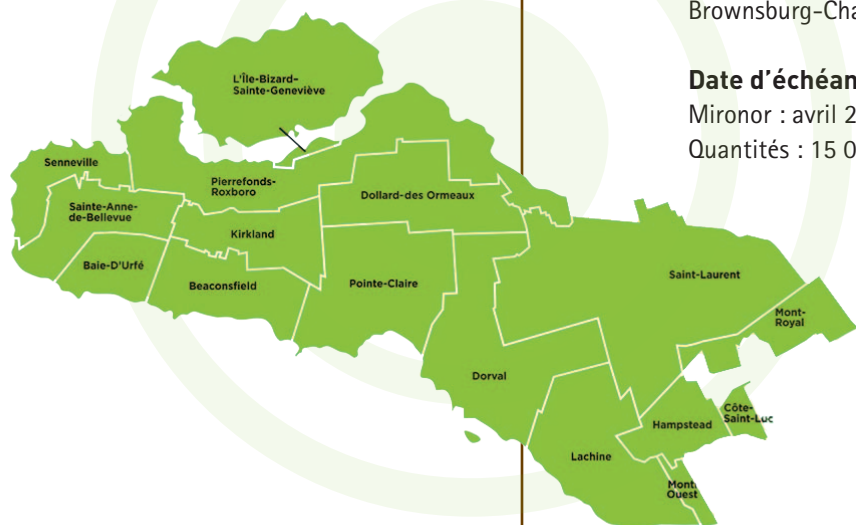 Brownsburg-Cha
Date d'échéan
Mironor : avril 2
Quantités : 15 0
L'Île-Bizard–
Sainte-Geneviève
Senneville
Pierrefonds-
Roxboro
Sainte-Anne-
de-Bellevue
Dollard-des Ormeaux
Kirkland
Baie-D'Urfé
Beaconsfield
Pointe-Claire
Saint-Laurent
Mont-
Royal
Dorval
Côte-
Saint-Luc
Hampstead
Lachine
Mont
Ouest